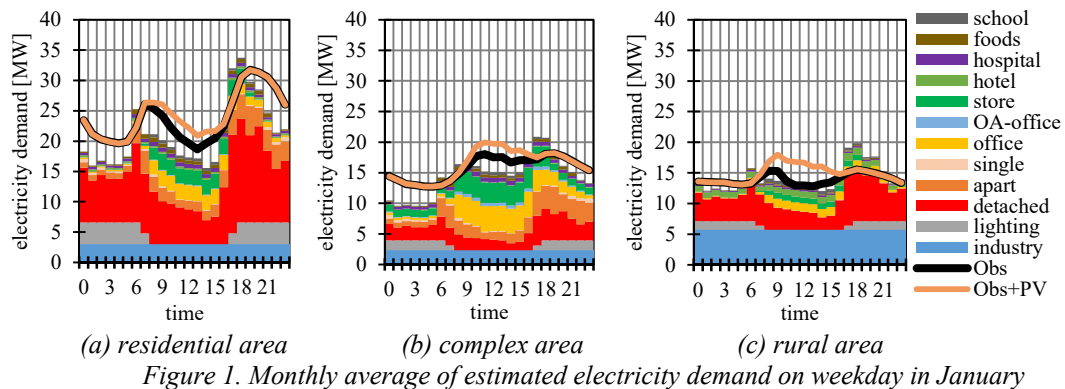 electricity demand [MW]
40
35
30
25
20
15
10
5
0
0 3 6 9 12 15 18 21
time
(a) residential area
electricity demand [MW]
40
35
30
25
20
15
10
5
0
0 3 6 9 12 15 18 21
time
(b) complex area
electricity demand [MW]
40
35
30
25
20
15
10
5
0
0 3 6 9 12 15 18 21
time
(c) rural area
school
foods
hospital
hotel
store
OA-office
office
single
apart
detached
lighting
industry
Obs
Obs+PV
Figure 1. Monthly average of estimated electricity demand on weekday in January